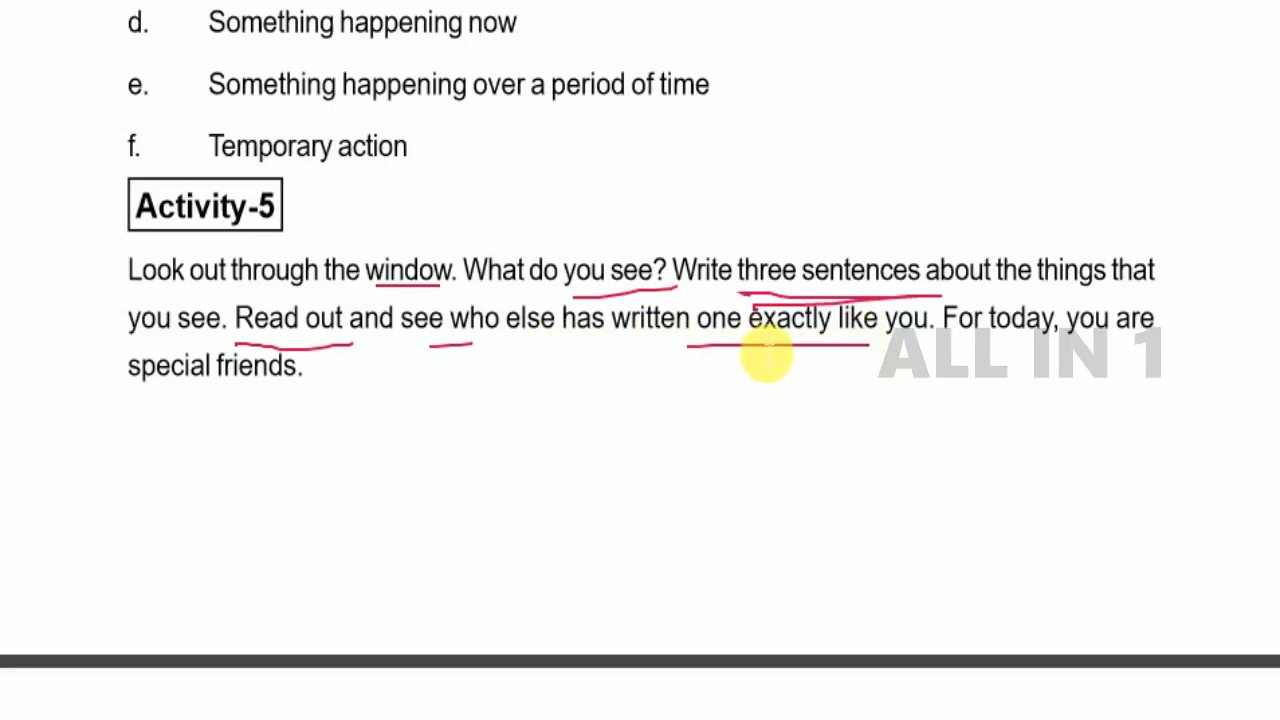 d. Something happening now
e. Something happening over a period of time
f. Temporary action
Activity-5
Look out through the window. What do you see? Write three sentences about the things that
you see. Read out and see who else has written one exactly like you. For today, you are
special friends.
ALL IN 1